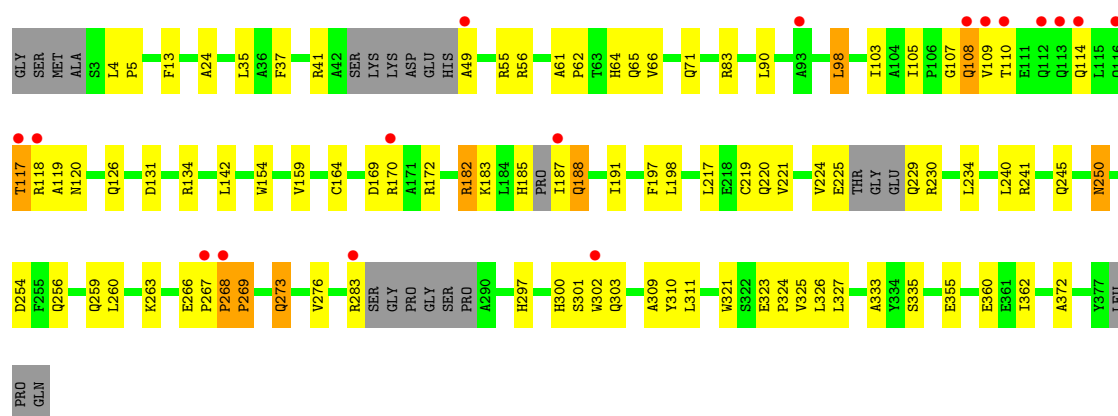 GLY SER MET ALA S3 L4 P5 F13 A24 L35 A36 F37 R41 A42 SER LYS LYS ASP GLU HIS A49 R55 R56 A61 P62 T63 H64 Q65 V66 Q71 R83 L90 A93 L98 I103 A104 I105 P106 G107 Q108 V109 T110 E111 Q112 Q113 Q114 L115
T117 R118 A119 N120 Q126 D131 R134 L142 W154 V159 C164 D169 R170 A171 R172 R182 K183 L184 H185 PRO I187 Q188 I191 F197 L198 L217 E218 C219 Q220 V221 V224 E225 THR GLY GLU Q229 R230 L234 L240 R241 Q245 N250
D254 F255 Q256 Q259 L260 K263 E266 P267 P268 P269 Q273 V276 R283 SER GLY PRO GLY SER PRO A290 H297 H300 S301 W302 Q303 A309 Y310 L311 W321 S322 E323 P324 V325 L326 L327 A333 Y334 S335 E355 E360 E361 I362 A372 Y377 LEU
PRO GLN